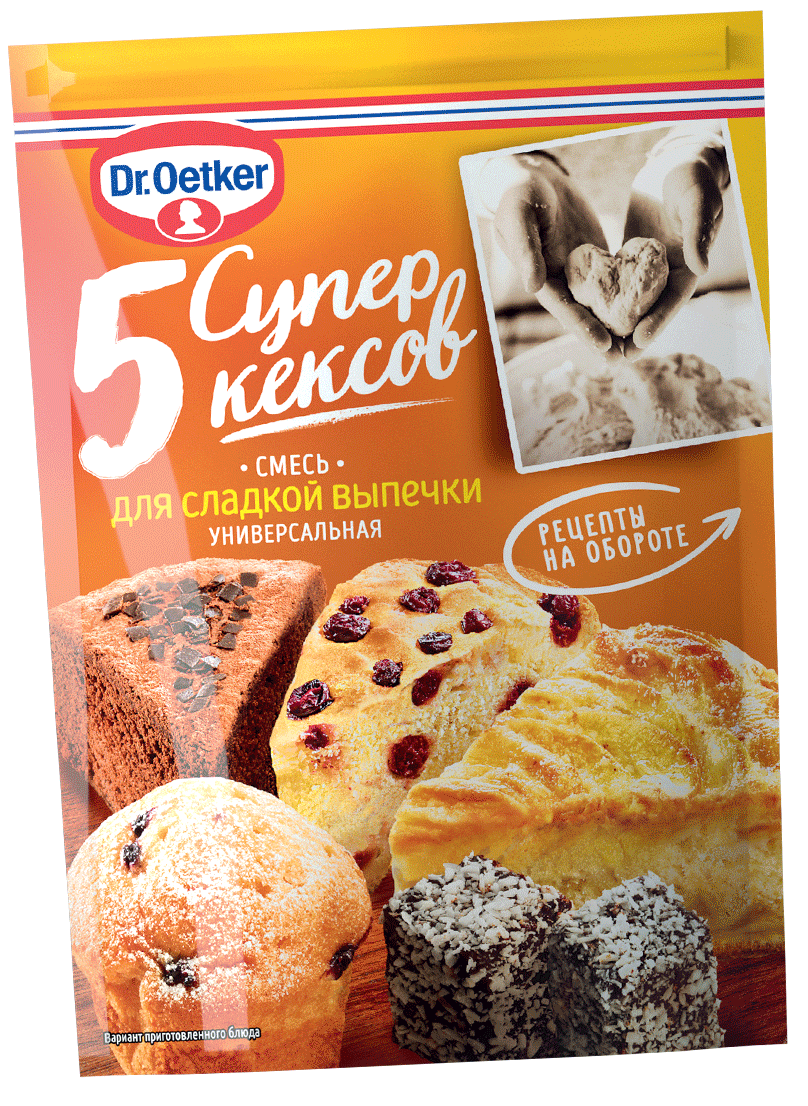 Dr.Oetker
5 Супер
кексов
• СМЕСЬ •
для сладкой выпечки
УНИВЕРСАЛЬНАЯ
РЕЦЕПТЫ
НА ОБОРОТЕ
Вариант приготовленного блюда